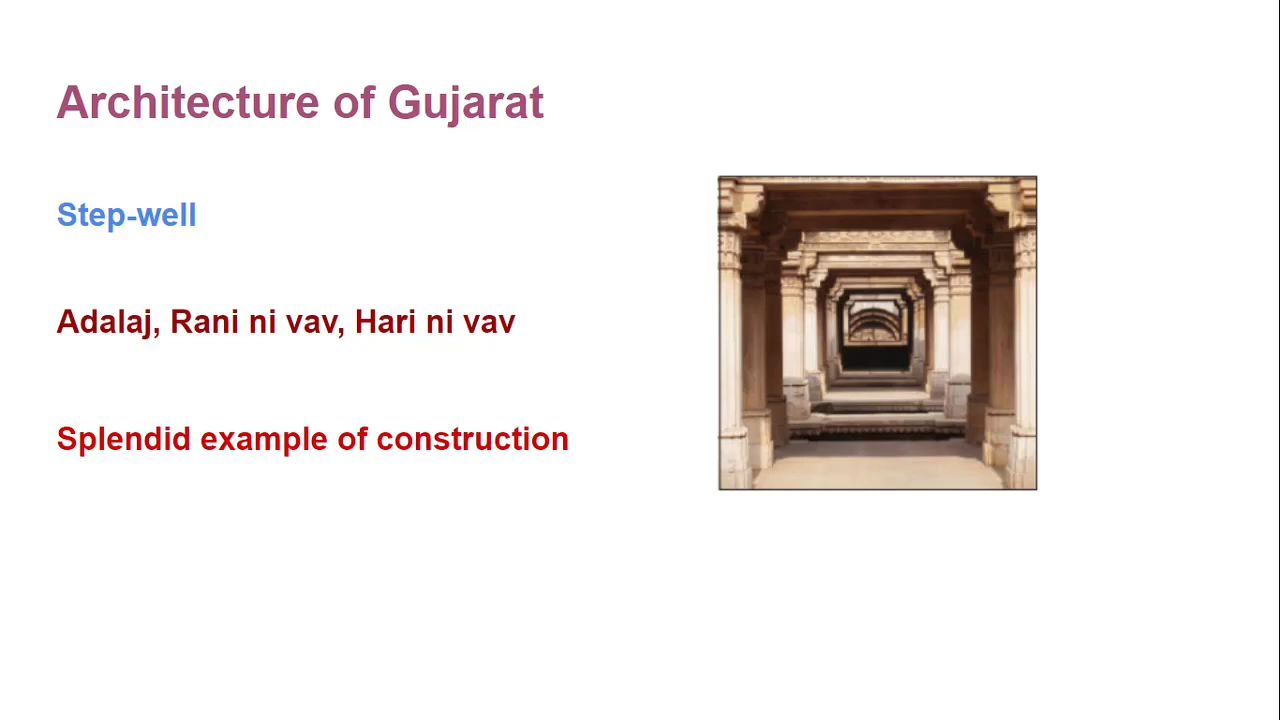 Architecture of Gujarat
Step-well
Adalaj, Rani ni vav, Hari ni vav
Splendid example of construction